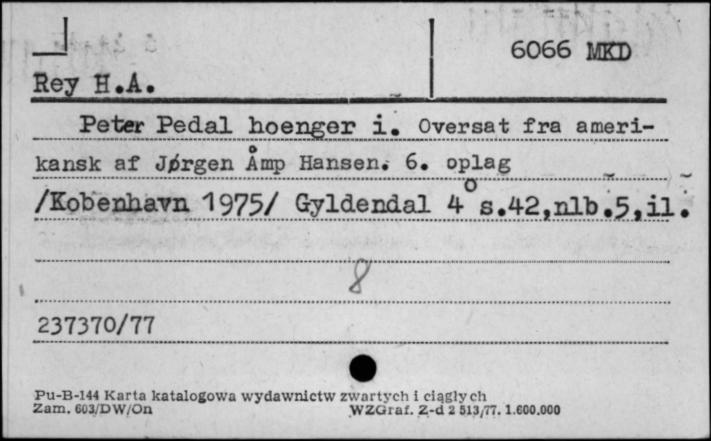 6066 MKD
Rey H.A.
Peter Pedal hoenger i. Oversat fra ameri-
kansk af Jørgen Åmp Hansen. 6. oplag
/Kobenhavn 1975/ Gyldendal 4° s.42,nlb.5,il.
8
237370/77
Pu-B-144 Karta katalogowa wydawnictw zwartych i ciągłych
Zam. 603/DW/On WZGraf. Z-d 2 513/77. 1.600.000